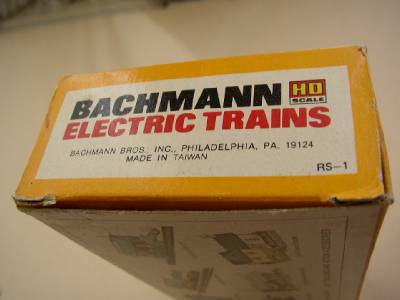 BACHMANN HO
SCALE
ELECTRIC TRAINS
BACHMANN BROS., INC., PHILADELPHIA, PA. 19124
MADE IN TAIWAN
RS-1